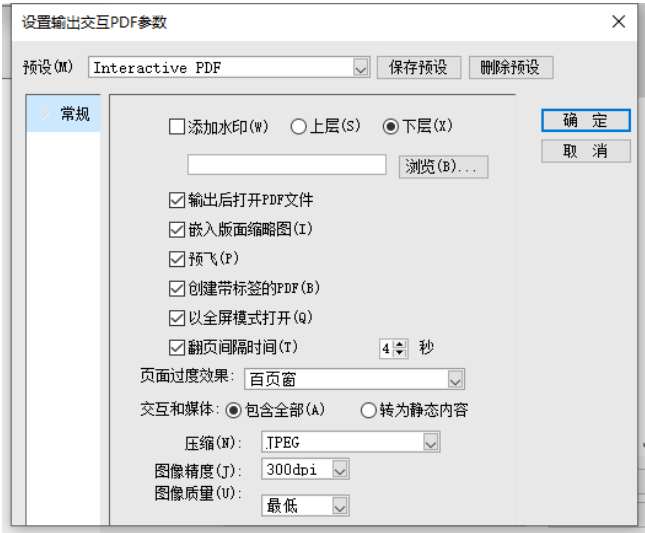 设置输出交互PDF参数
预设(M) Interactive PDF 保存预设 删除预设
常规
添加水印(W) 上层(S) 下层(X)
确 定
浏览(B)...
取 消
输出后打开PDF文件
嵌入版面缩略图(I)
预飞(P)
创建带标签的PDF(B)
以全屏模式打开(Q)
翻页间隔时间(T) 4 秒
页面过度效果: 百页窗
交互和媒体: 包含全部(A) 转为静态内容
压缩(N): JPEG
图像精度(J): 300dpi
图像质量(U): 最低